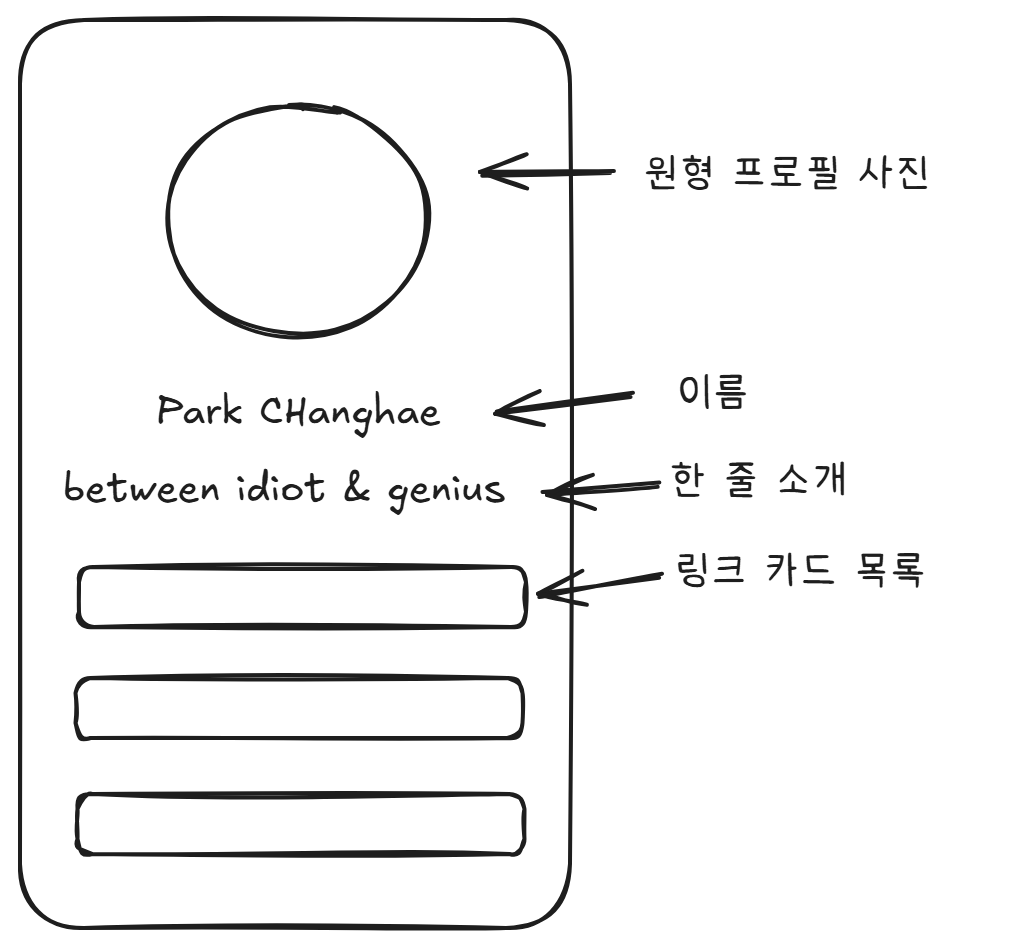 원형 프로필 사진
Park CHanghae
이름
between idiot & genius
한 줄 소개
링크 카드 목록